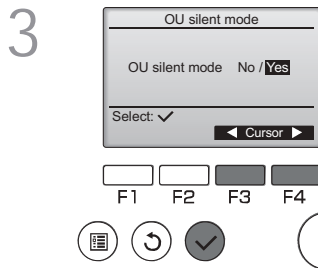 3
OU silent mode
OU silent mode No / Yes
Select: ✓
◀ Cursor ▶
F1 F2 F3 F4